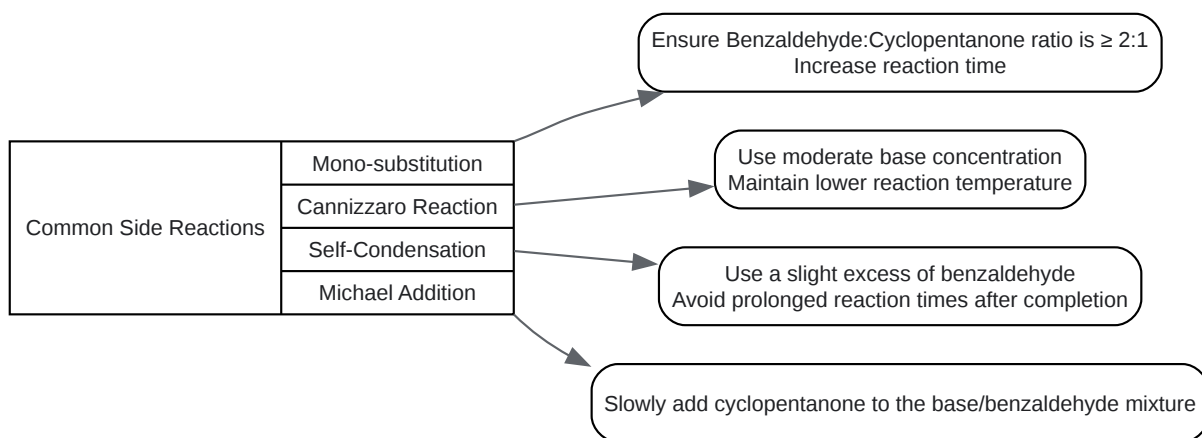 Common Side Reactions
Mono-substitution
Cannizzaro Reaction
Self-Condensation
Michael Addition
Ensure Benzaldehyde:Cyclopentanone ratio is ≥ 2:1
Increase reaction time
Use moderate base concentration
Maintain lower reaction temperature
Use a slight excess of benzaldehyde
Avoid prolonged reaction times after completion
Slowly add cyclopentanone to the base/benzaldehyde mixture